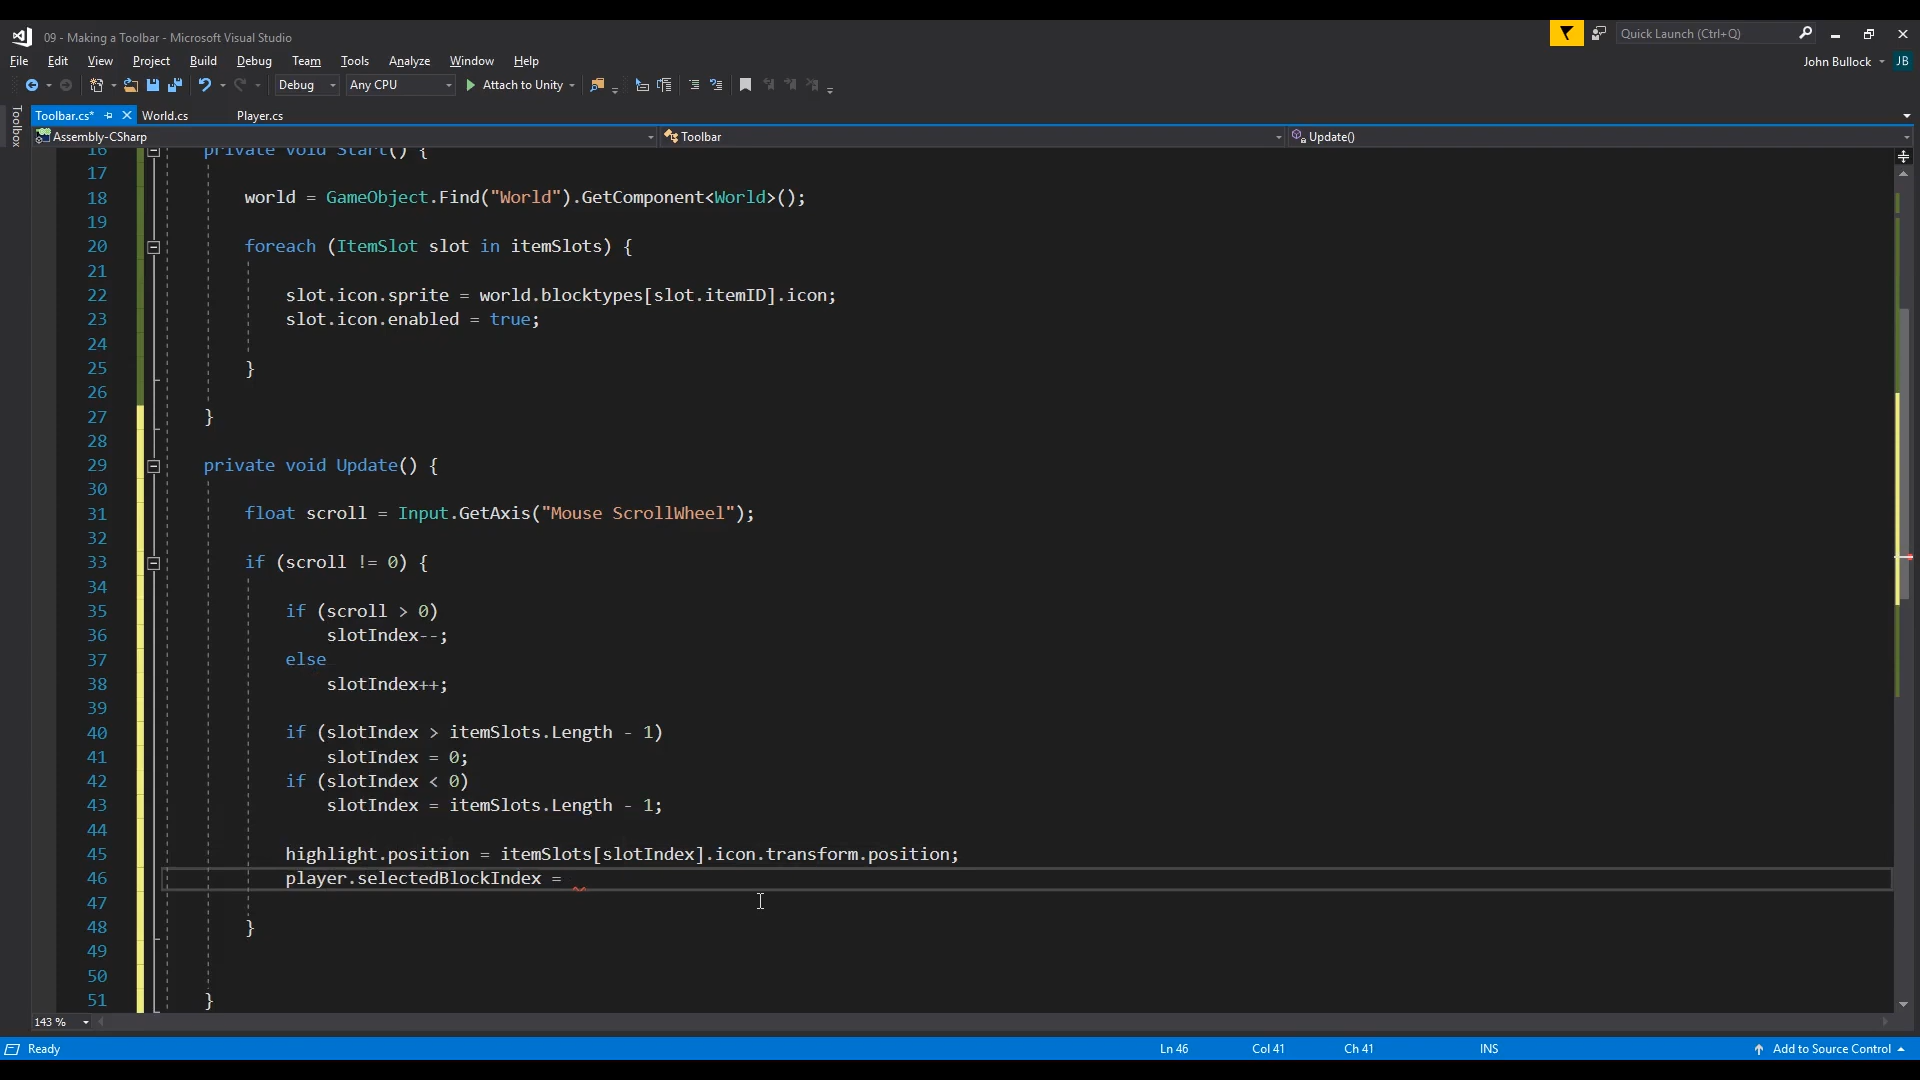 09 - Making a Toolbar - Microsoft Visual Studio
Quick Launch (Ctrl+Q)
File Edit View Project Build Debug Team Tools Analyze Window Help
John Bullock JB
Debug Any CPU Attach to Unity
Toolbox
Toolbar.cs* World.cs Player.cs
Assembly-CSharp Toolbar Update()
16 private void Start() {
17
18 world = GameObject.Find("World").GetComponent<World>();
19
20 foreach (ItemSlot slot in itemSlots) {
21
22 slot.icon.sprite = world.blocktypes[slot.itemID].icon;
23 slot.icon.enabled = true;
24
25 }
26
27 }
28
29 private void Update() {
30
31 float scroll = Input.GetAxis("Mouse ScrollWheel");
32
33 if (scroll != 0) {
34
35 if (scroll > 0)
36 slotIndex--;
37 else
38 slotIndex++;
39
40 if (slotIndex > itemSlots.Length - 1)
41 slotIndex = 0;
42 if (slotIndex < 0)
43 slotIndex = itemSlots.Length - 1;
44
45 highlight.position = itemSlots[slotIndex].icon.transform.position;
46 player.selectedBlockIndex =
47
48 }
49
50
51 }
143 %
Ready Ln 46 Col 41 Ch 41 INS Add to Source Control